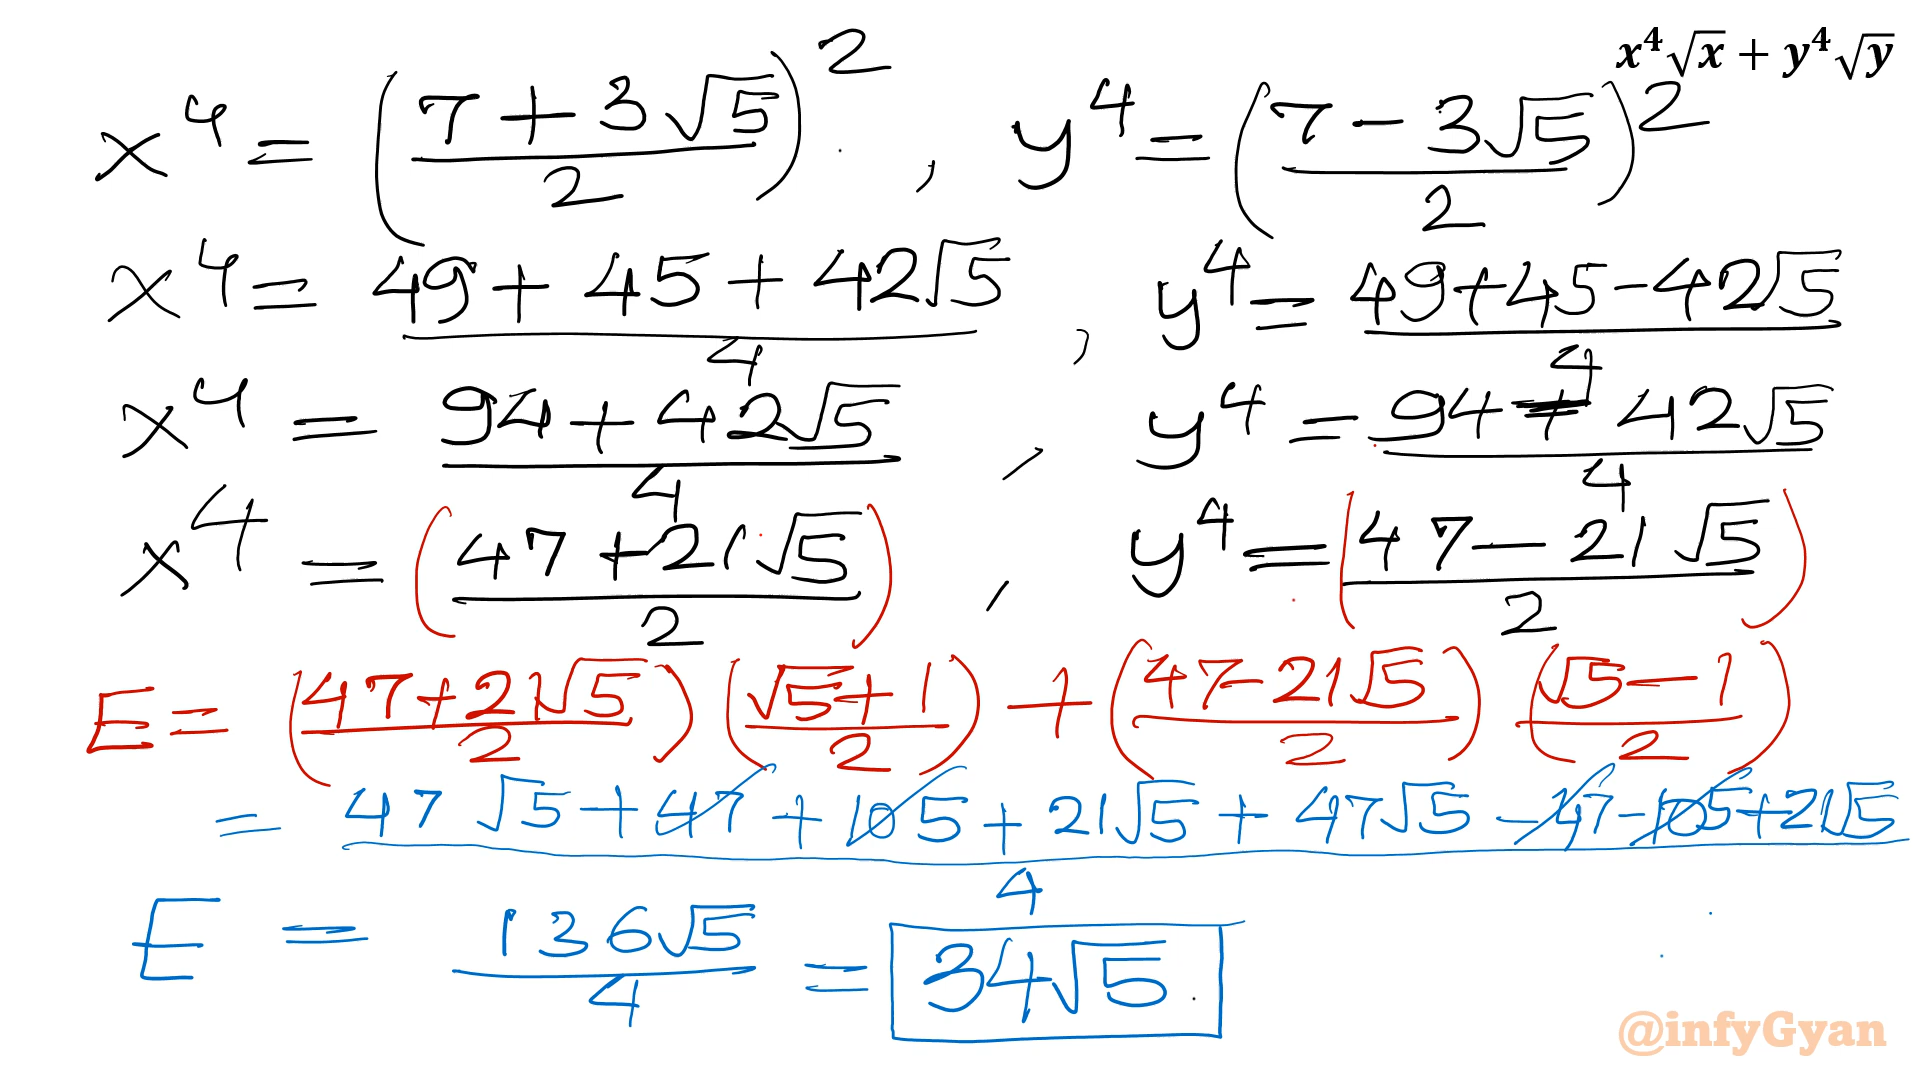 x⁴√x + y⁴√y
x⁴ = ((7 + 3√5)/2)², y⁴ = ((7 - 3√5)/2)²
x⁴ = (49 + 45 + 42√5)/4, y⁴ = (49 + 45 - 42√5)/4
x⁴ = (94 + 42√5)/4, y⁴ = (94 - 42√5)/4
x⁴ = ((47 + 21√5)/2), y⁴ = ((47 - 21√5)/2)
E = ((47 + 21√5)/2) ((√5 + 1)/2) + ((47 - 21√5)/2) ((√5 - 1)/2)
= (47√5 + 47 + 105 + 21√5 + 47√5 - 47 - 105 + 21√5)/4
E = 136√5/4 = 34√5
@infyGyan